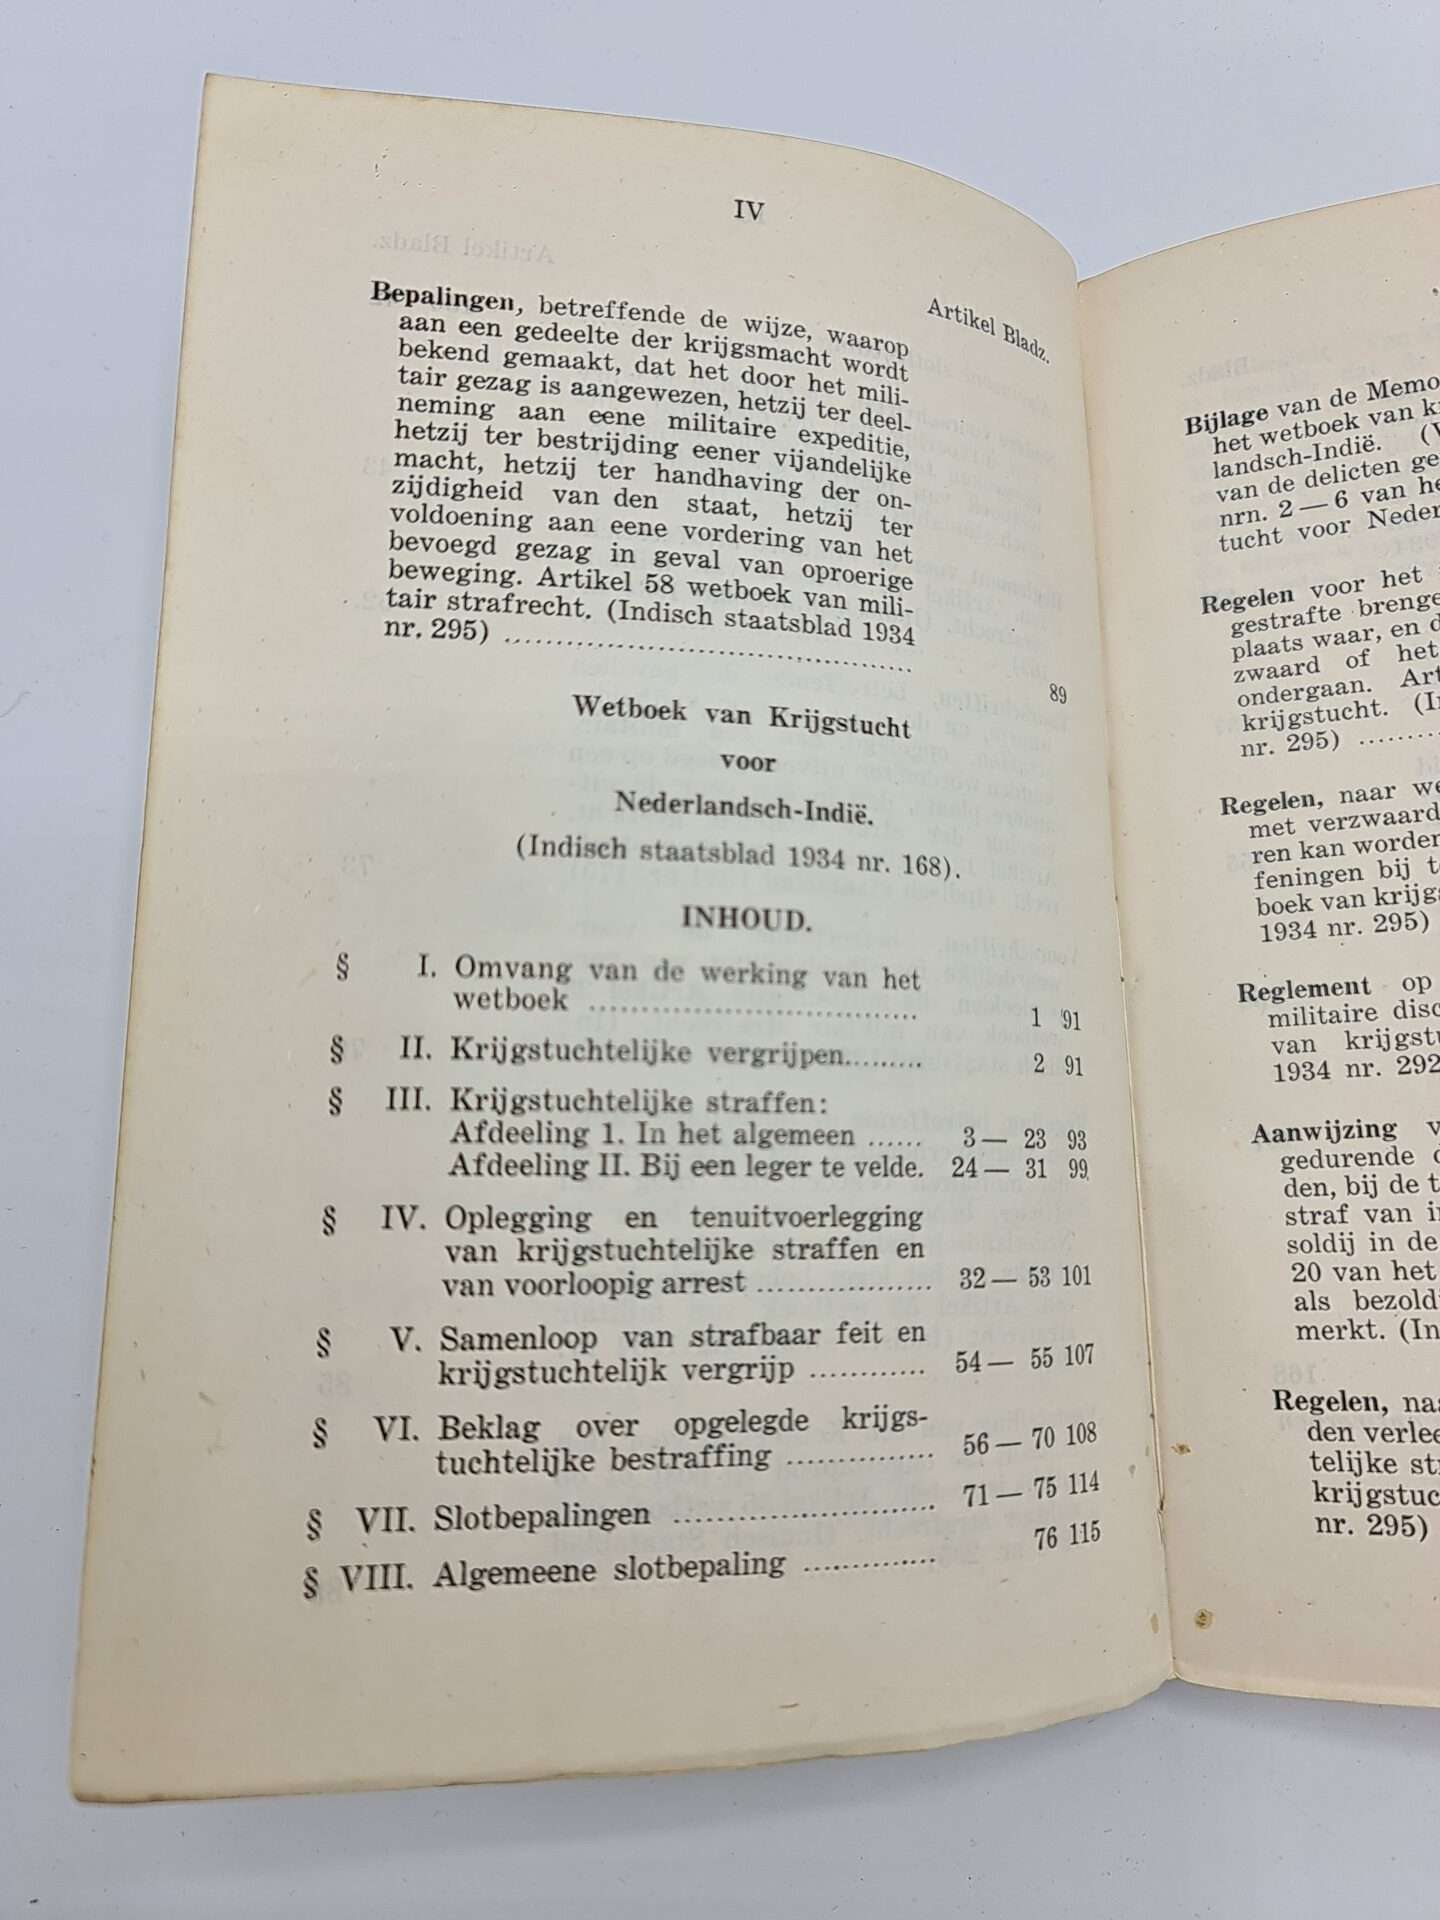 IV
Artikel Bladz.
Bepalingen, betreffende de wijze, waarop
aan een gedeelte der krijgsmacht wordt
bekend gemaakt, dat het door het mili-
tair gezag is aangewezen, hetzij ter deel-
neming aan eene militaire expeditie,
hetzij ter bestrijding eener vijandelijke
macht, hetzij ter handhaving der on-
zijdigheid van den staat, hetzij ter
voldoening aan eene vordering van het
bevoegd gezag in geval van oproerige
beweging. Artikel 58 wetboek van mili-
tair strafrecht. (Indisch staatsblad 1934
nr. 295) ........................................ 89
Wetboek van Krijgstucht
voor
Nederlandsch-Indië.
(Indisch staatsblad 1934 nr. 168).
INHOUD.
§ I. Omvang van de werking van het
wetboek ................................. 1 91
§ II. Krijgstuchtelijke vergrijpen......... 2 91
§ III. Krijgstuchtelijke straffen:
Afdeeling 1. In het algemeen ...... 3 — 23 93
Afdeeling II. Bij een leger te velde. 24 — 31 99
§ IV. Oplegging en tenuitvoerlegging
van krijgstuchtelijke straffen en
van voorloopig arrest .................. 32 — 53 101
§ V. Samenloop van strafbaar feit en
krijgstuchtelijk vergrijp ............ 54 — 55 107
§ VI. Beklag over opgelegde krijgs-
tuchtelijke bestraffing ............... 56 — 70 108
§ VII. Slotbepalingen .......................... 71 — 75 114
§ VIII. Algemeene slotbepaling .............. 76 115
Bijlage van de Memo
het wetboek van k
landsch-Indië. (
van de delicten ge
nrn. 2 — 6 van he
tucht voor Neder
Regelen voor het
gestrafte brenge
plaats waar, en d
zwaard of het
ondergaan. Art
krijgstucht. (I
nr. 295) .........
Regelen, naar we
met verzwaard
ren kan worden
feningen bij t
boek van krijgs
1934 nr. 295)
Reglement op
militaire disc
van krijgstu
1934 nr. 292
Aanwijzing v
gedurende d
den, bij de t
straf van i
soldij in de
20 van het
als bezold
merkt. (In
Regelen, naa
den verlee
telijke st
krijgstuc
nr. 295)